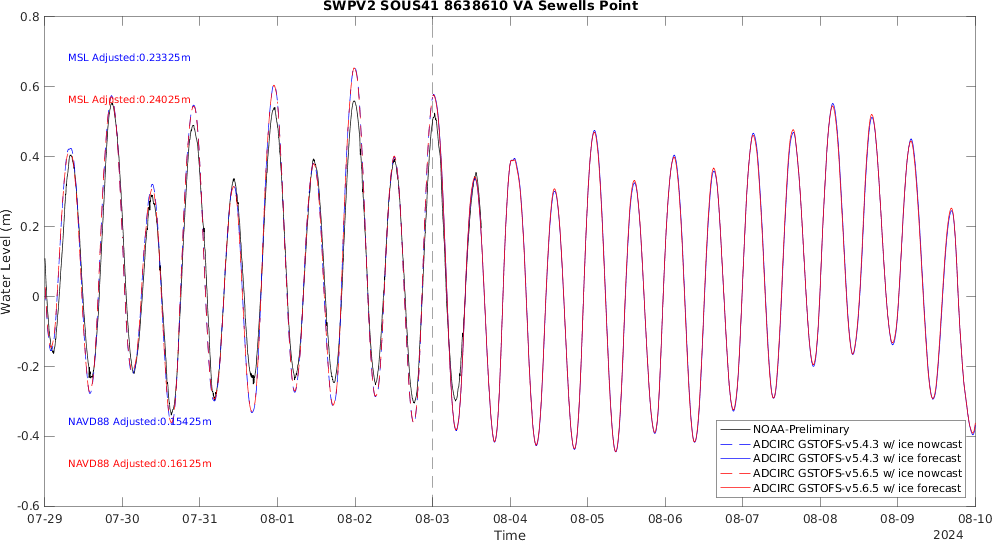 SWPV2 SOUS41 8638610 VA Sewells Point
0.8
0.6
0.4
0.2
0
-0.2
-0.4
-0.6
Water Level (m)
MSL Adjusted:0.23325m
MSL Adjusted:0.24025m
NAVD88 Adjusted:0.15425m
NAVD88 Adjusted:0.16125m
NOAA-Preliminary
ADCIRC GSTOFS-v5.4.3 w/ ice nowcast
ADCIRC GSTOFS-v5.4.3 w/ ice forecast
ADCIRC GSTOFS-v5.6.5 w/ ice nowcast
ADCIRC GSTOFS-v5.6.5 w/ ice forecast
07-29 07-30 07-31 08-01 08-02 08-03 08-04 08-05 08-06 08-07 08-08 08-09 08-10
Time
2024